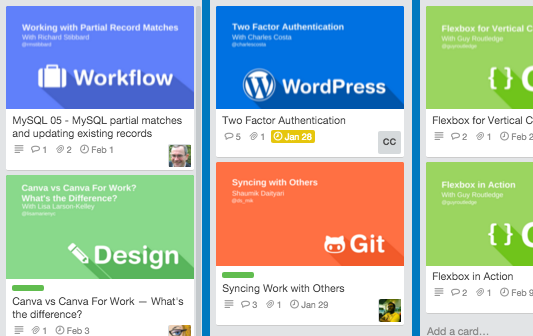 Working with Partial Record Matches
With Richard Stibbard
Workflow
MySQL 05 - MySQL partial matches
and updating existing records
1 2 Feb 1
Canva vs Canva For Work?
What's the Difference?
With Lisa Larson-Kelley
Design
Canva vs Canva For Work — What's
the difference?
1 Feb 3
Two Factor Authentication
With Charles Costa
@charlescosta
WordPress
Two Factor Authentication
5 1 Jan 28
CC
Syncing with Others
Shaumik Daityari
@ds_mik
Git
Syncing Work with Others
3 1 Jan 29
Flexbox for Vertical C
With Guy Routledge
@guyroutledge
{ } C
Flexbox for Vertical C
2 1 Feb 2
Flexbox in Action
With Guy Routledge
@guyroutledge
{ } C
Flexbox in Action
2 1 Feb 9
Add a card…